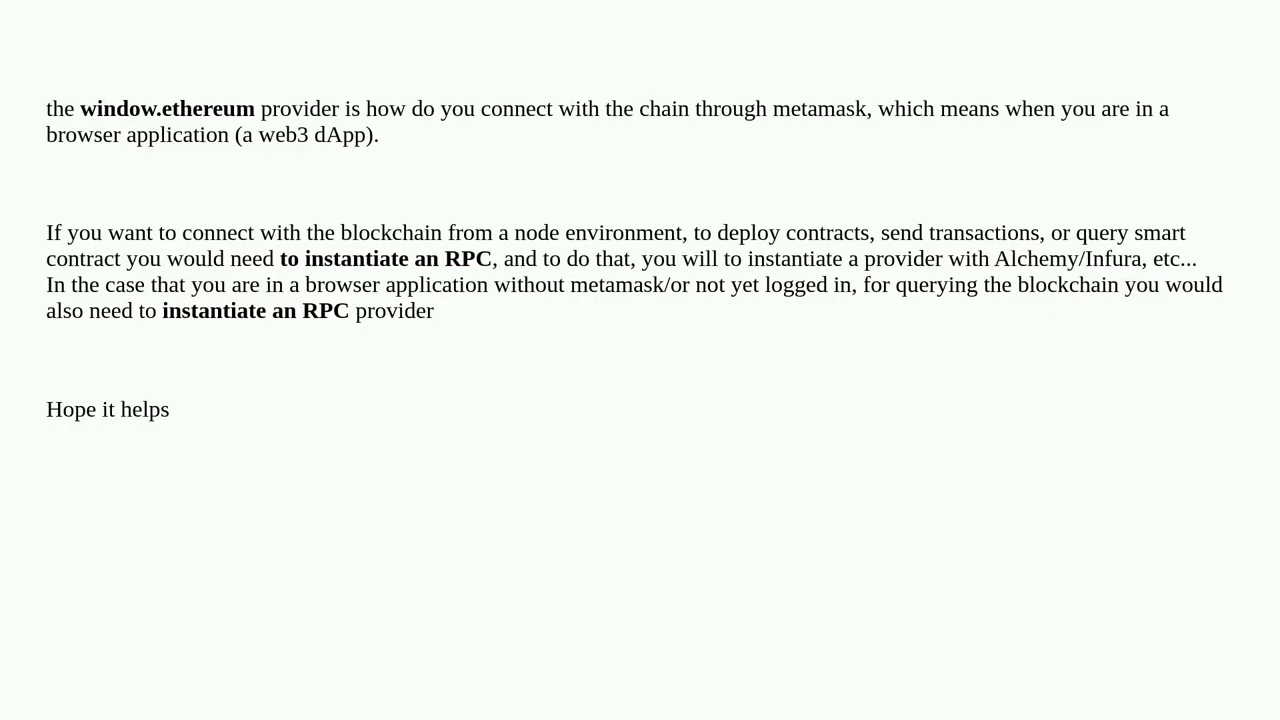 the window.ethereum provider is how do you connect with the chain through metamask, which means when you are in a
browser application (a web3 dApp).
If you want to connect with the blockchain from a node environment, to deploy contracts, send transactions, or query smart
contract you would need to instantiate an RPC, and to do that, you will to instantiate a provider with Alchemy/Infura, etc...
In the case that you are in a browser application without metamask/or not yet logged in, for querying the blockchain you would
also need to instantiate an RPC provider
Hope it helps